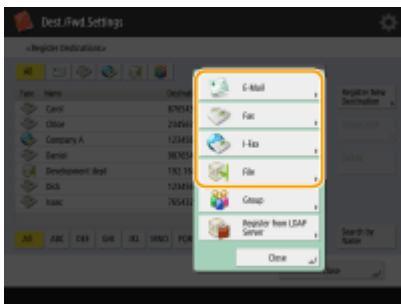 Dest./Fwd. Settings
<Register Destinations>
All
Type Name Destination
Carol
Chloe
Company A
Daniel
Development dept
Dick
Isaac
E-Mail
Fax
I-Fax
File
Group
Register from LDAP
Server
Close
Register New
Destination
Search by
Name
All ABC DEF GHI JKL MNO